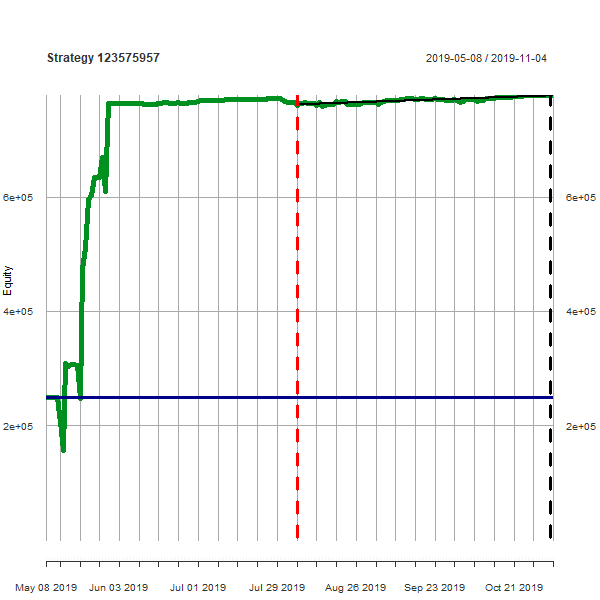 Strategy 123575957
2019-05-08 / 2019-11-04
6e+05
6e+05
Equity
4e+05
4e+05
2e+05
2e+05
May 08 2019
Jun 03 2019
Jul 01 2019
Jul 29 2019
Aug 26 2019
Sep 23 2019
Oct 21 2019